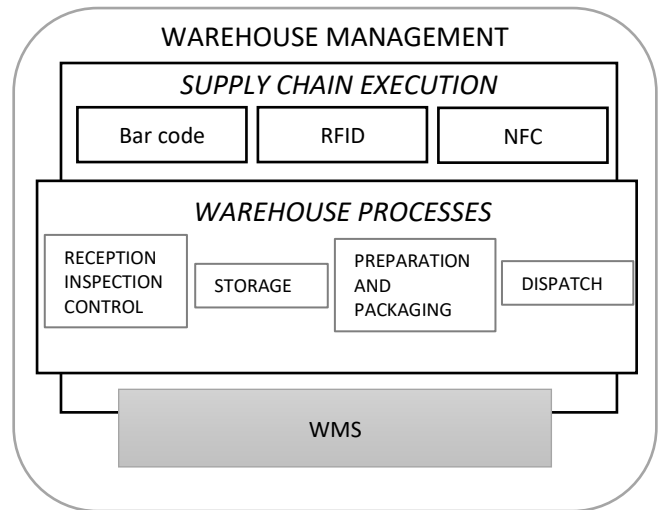 WAREHOUSE MANAGEMENT
SUPPLY CHAIN EXECUTION
Bar code
RFID
NFC
WAREHOUSE PROCESSES
RECEPTION
INSPECTION
CONTROL
STORAGE
PREPARATION
AND
PACKAGING
DISPATCH
WMS